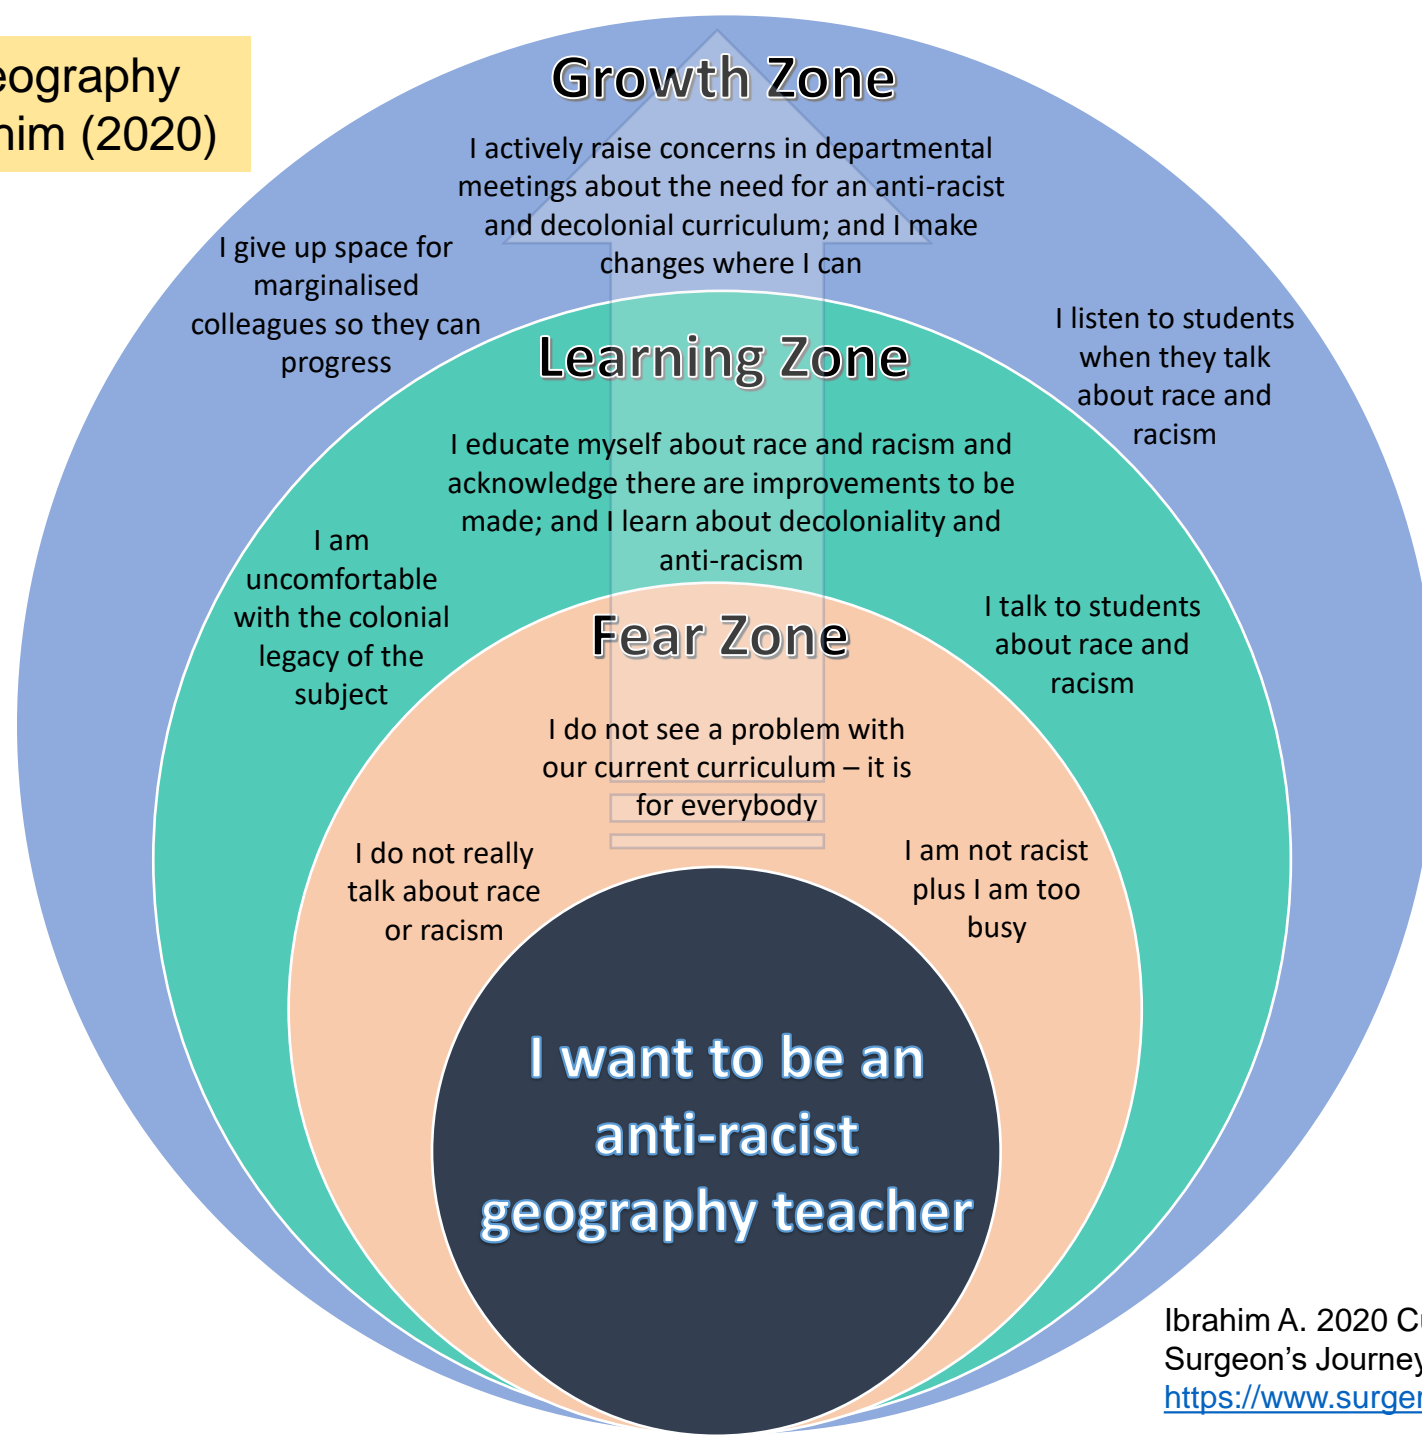 eography
him (2020)
Growth Zone
I actively raise concerns in departmental
meetings about the need for an anti-racist
and decolonial curriculum; and I make
changes where I can
I give up space for
marginalised
colleagues so they can
progress
I listen to students
when they talk
about race and
racism
Learning Zone
I educate myself about race and racism and
acknowledge there are improvements to be
made; and I learn about decoloniality and
anti-racism
I am
uncomfortable
with the colonial
legacy of the
subject
I talk to students
about race and
racism
Fear Zone
I do not see a problem with
our current curriculum – it is
for everybody
I do not really
talk about race
or racism
I am not racist
plus I am too
busy
I want to be an
anti-racist
geography teacher
Ibrahim A. 2020 C
Surgeon's Journey
https://www.surger